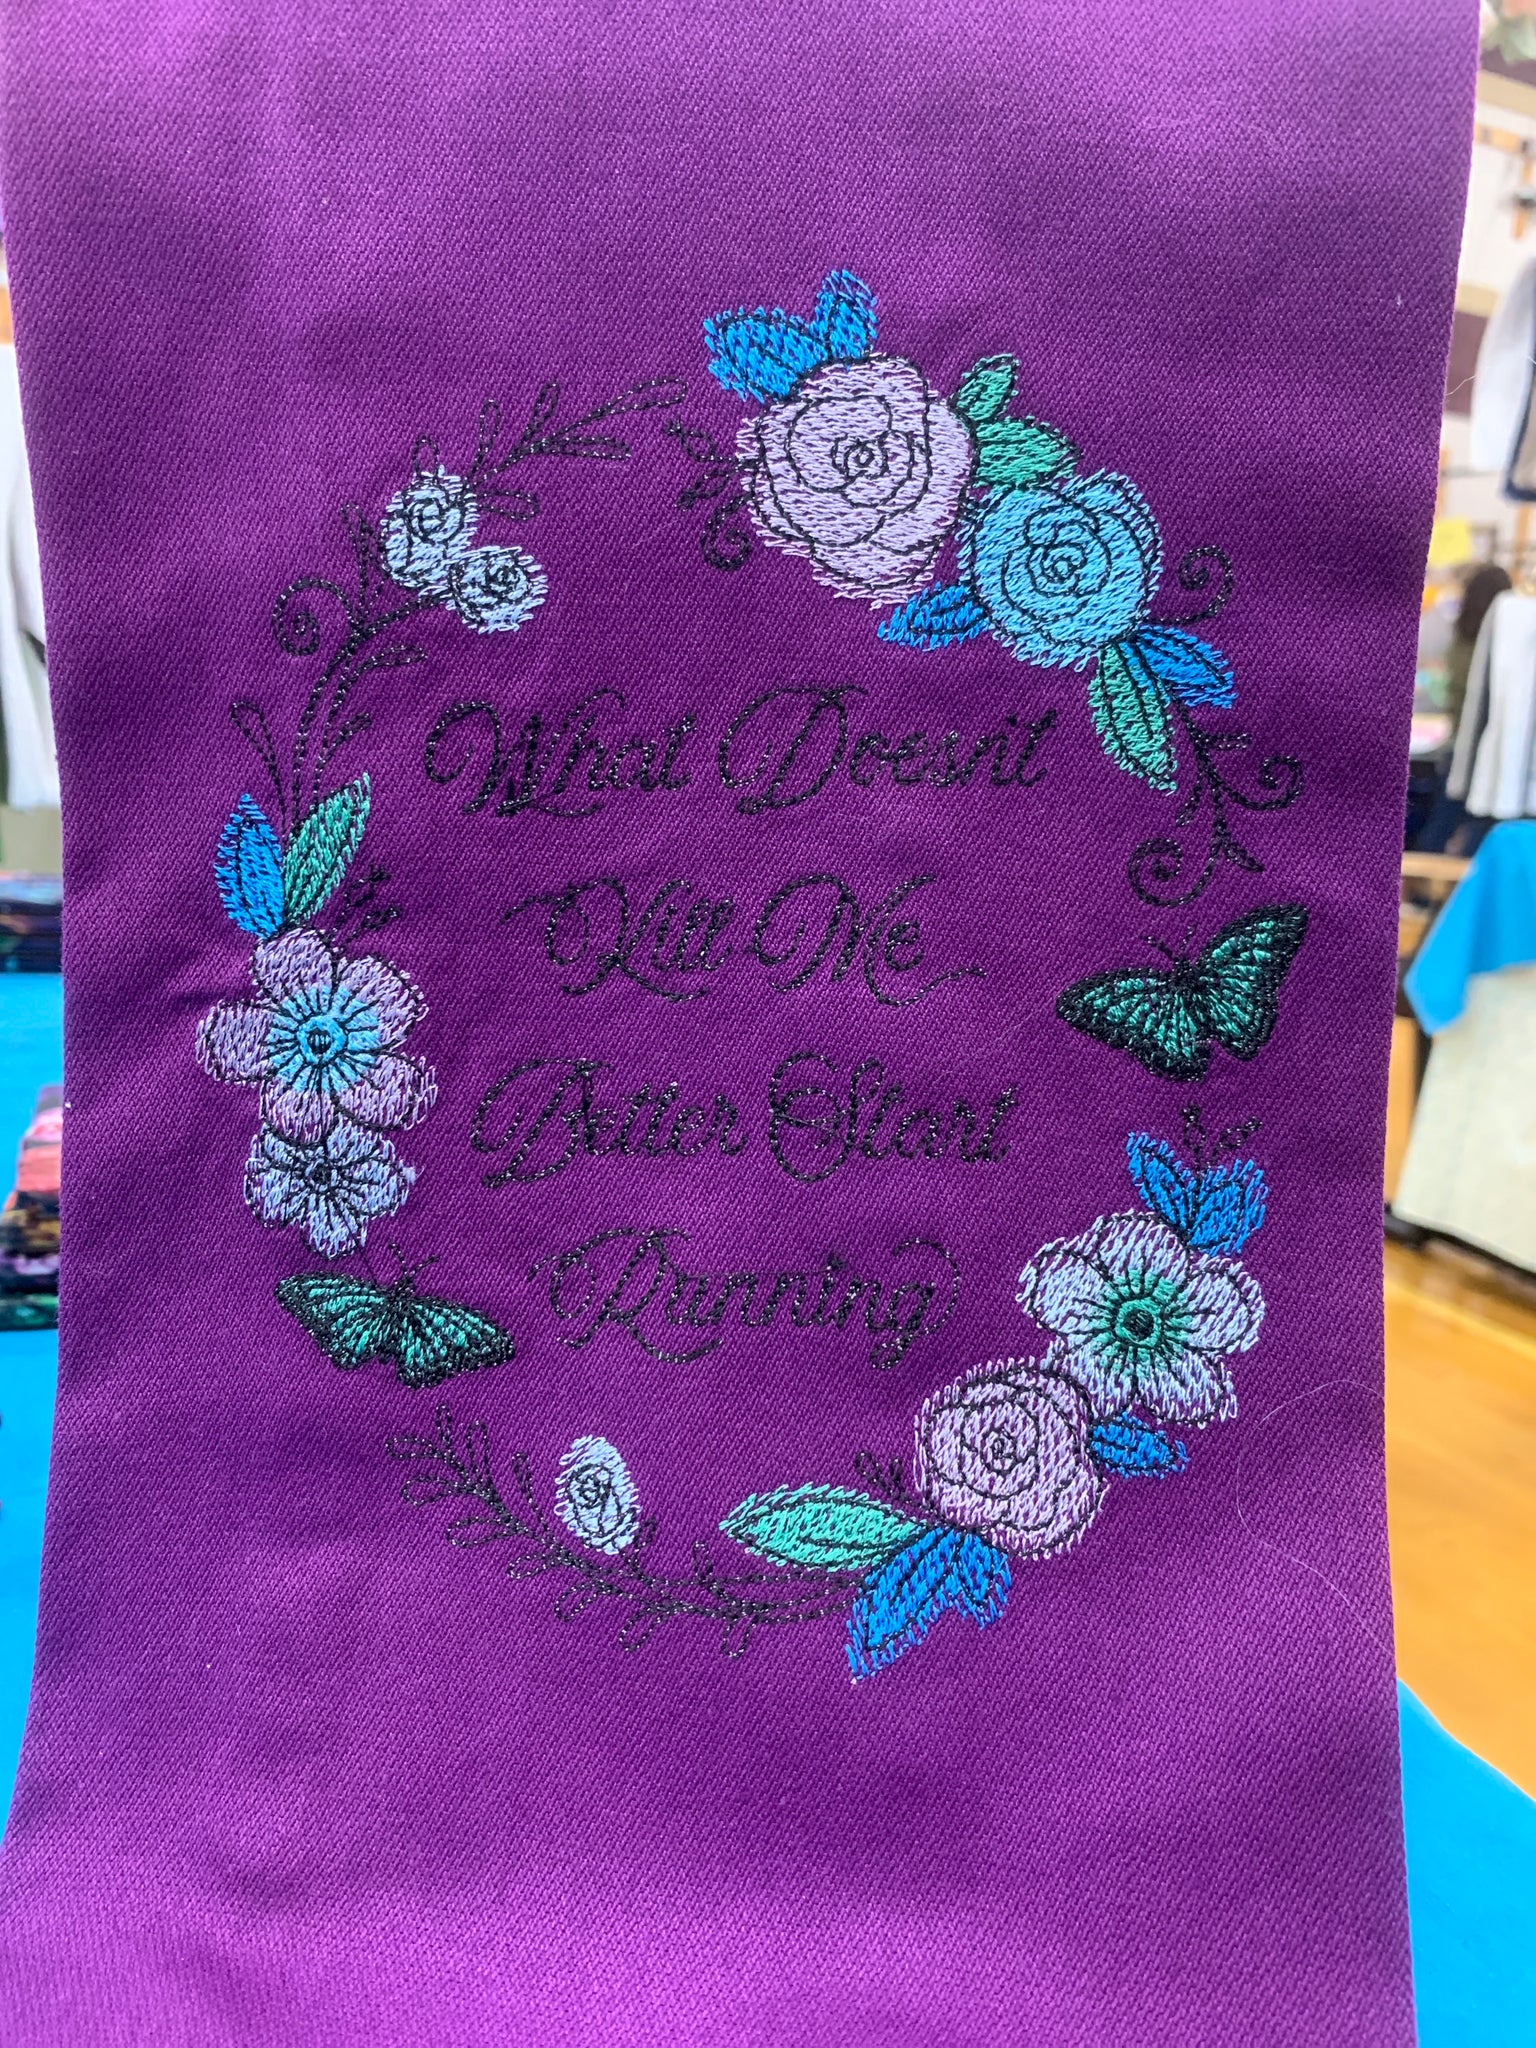 What Doesn't
Kill Me
Better Start
Running